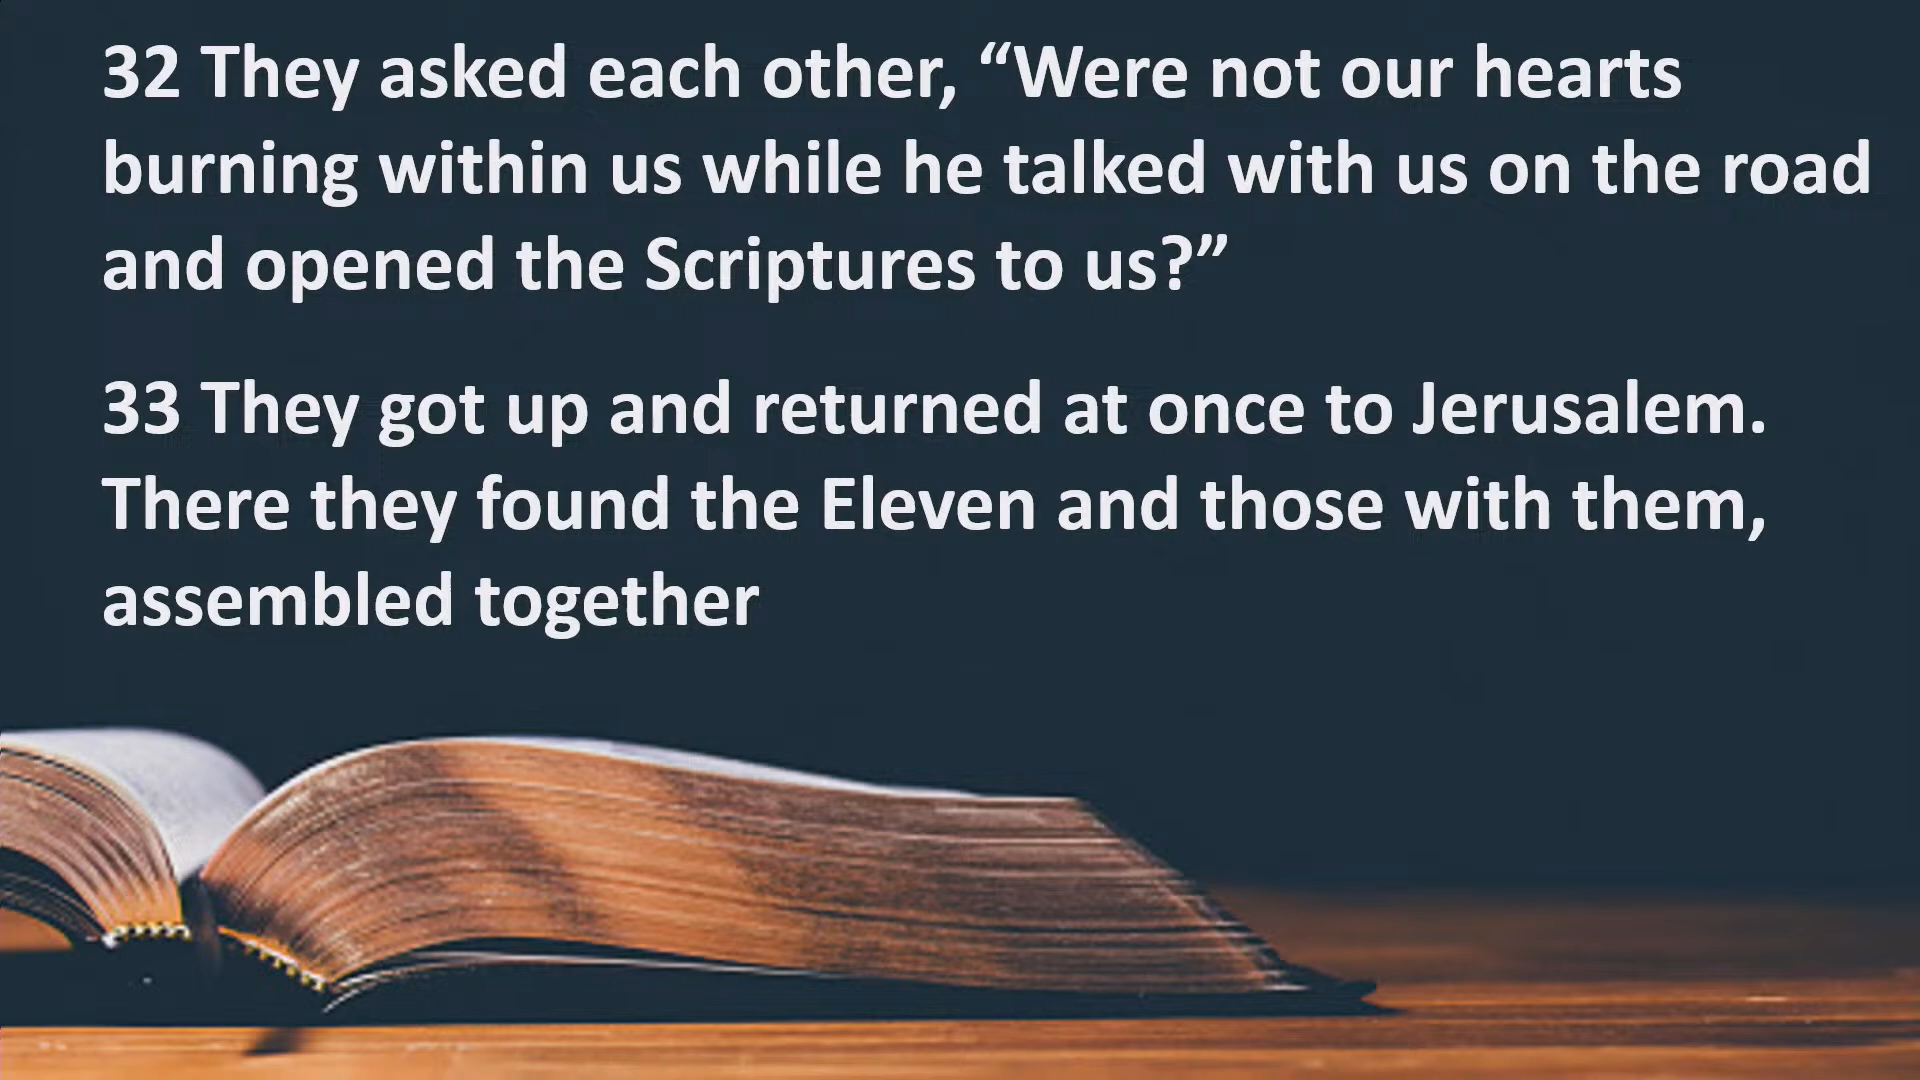 32 They asked each other, “Were not our hearts
burning within us while he talked with us on the road
and opened the Scriptures to us?”
33 They got up and returned at once to Jerusalem.
There they found the Eleven and those with them,
assembled together